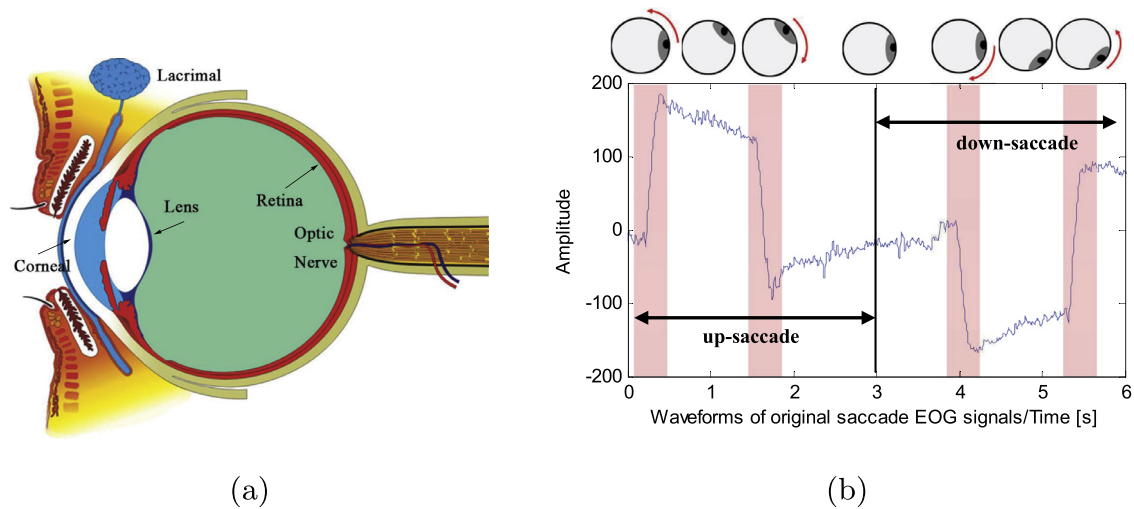 Lacrimal
Retina
Lens
Optic
Nerve
Corneal
(a)
200
100
0
-100
-200
Amplitude
down-saccade
up-saccade
0 1 2 3 4 5 6
Waveforms of original saccade EOG signals/Time [s]
(b)